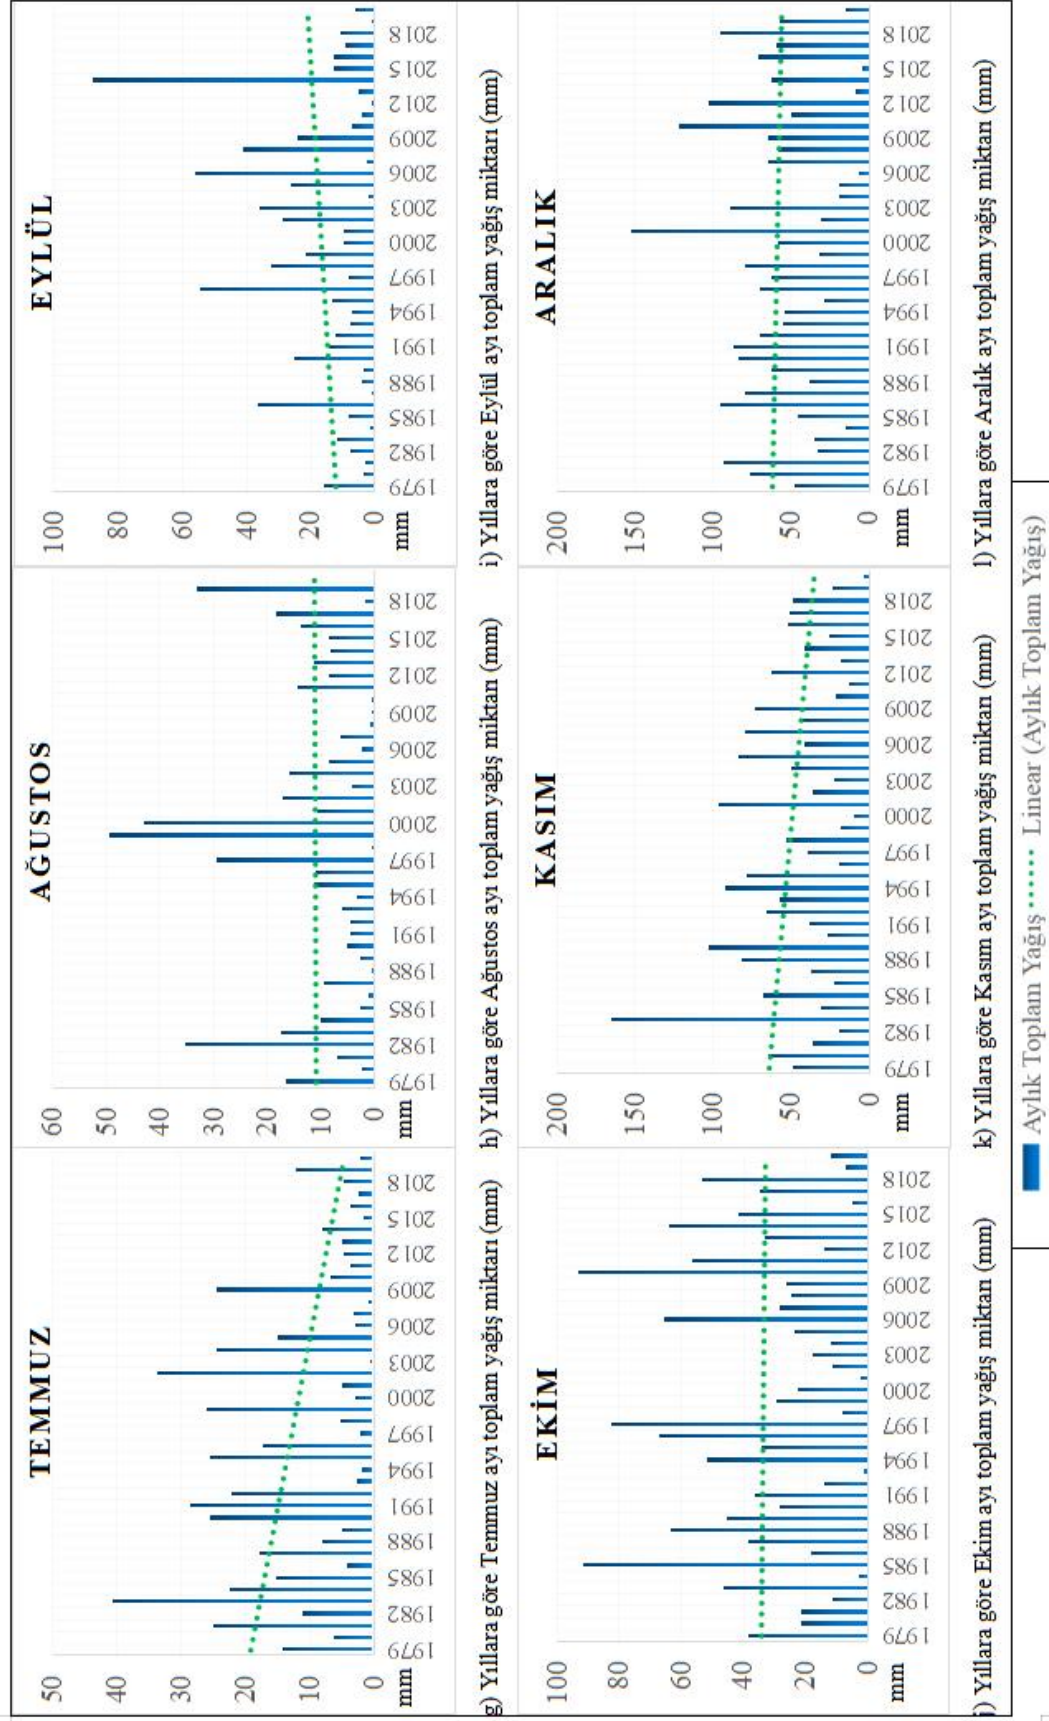 TEMMUZ
50
40
30
20
10
0
mm
1979 1982 1985 1988 1991 1994 1997 2000 2003 2006 2009 2012 2015 2018
g) Yıllara göre Temmuz ayı toplam yağış miktarı (mm)
AĞUSTOS
60
50
40
30
20
10
0
mm
1979 1982 1985 1988 1991 1994 1997 2000 2003 2006 2009 2012 2015 2018
h) Yıllara göre Ağustos ayı toplam yağış miktarı (mm)
EYLÜL
100
80
60
40
20
0
mm
1979 1982 1985 1988 1991 1994 1997 2000 2003 2006 2009 2012 2015 2018
i) Yıllara göre Eylül ayı toplam yağış miktarı (mm)
EKİM
100
80
60
40
20
0
mm
1979 1982 1985 1988 1991 1994 1997 2000 2003 2006 2009 2012 2015 2018
j) Yıllara göre Ekim ayı toplam yağış miktarı (mm)
KASIM
200
150
100
50
0
mm
1979 1982 1985 1988 1991 1994 1997 2000 2003 2006 2009 2012 2015 2018
k) Yıllara göre Kasım ayı toplam yağış miktarı (mm)
ARALIK
200
150
100
50
0
mm
1979 1982 1985 1988 1991 1994 1997 2000 2003 2006 2009 2012 2015 2018
l) Yıllara göre Aralık ayı toplam yağış miktarı (mm)
Aylık Toplam Yağış Linear (Aylık Toplam Yağış)